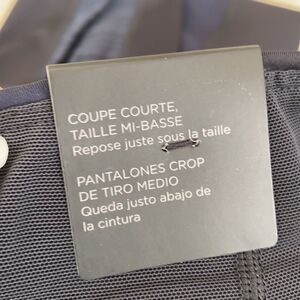 COUPE COURTE,
TAILLE MI-BASSE
Repose juste sous la taille
PANTALONES CROP
DE TIRO MEDIO
Queda justo abajo de
la cintura